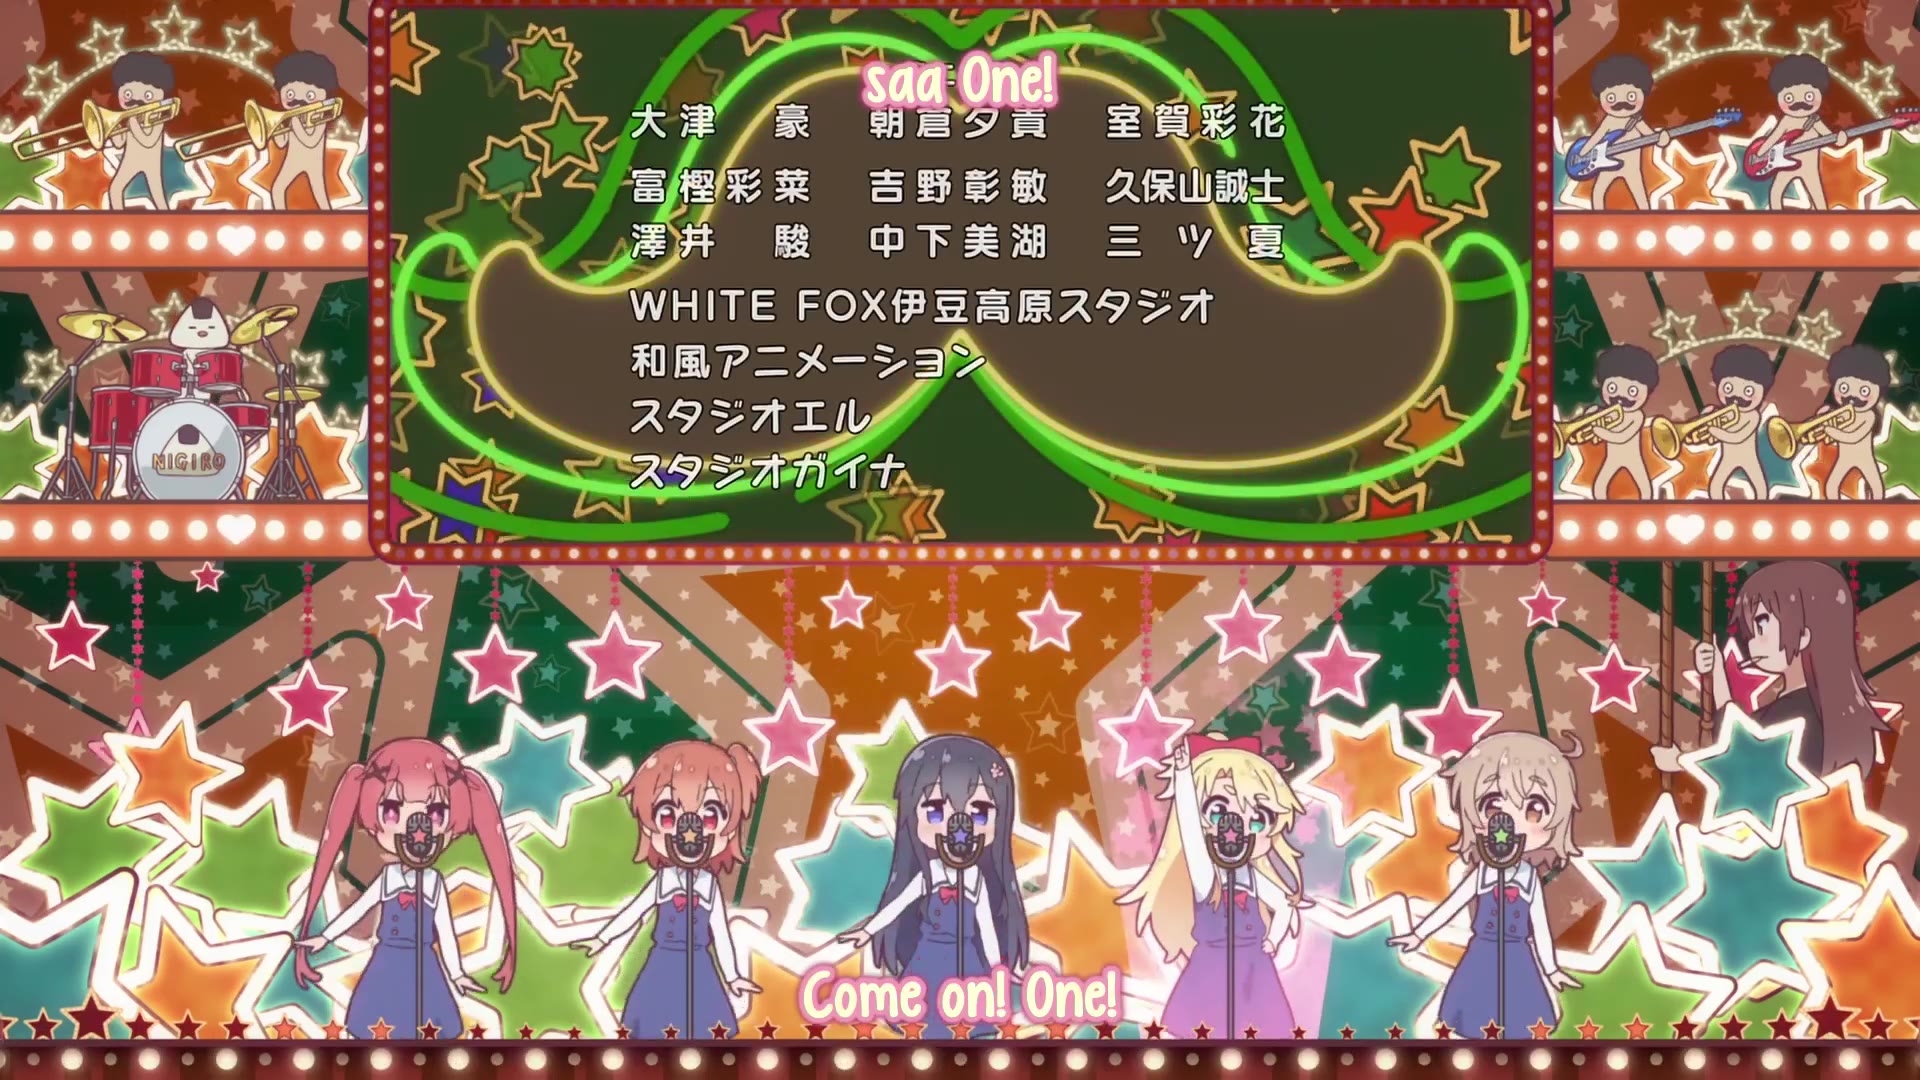 saa One!
大津　豪　朝倉夕貴　室賀彩花
富樫彩菜　吉野彰敏　久保山誠士
澤井　駿　中下美湖　三ツ　夏
WHITE FOX伊豆高原スタジオ
和風アニメーション
スタジオエル
スタジオガイナ
NIGIRO
Come on! One!